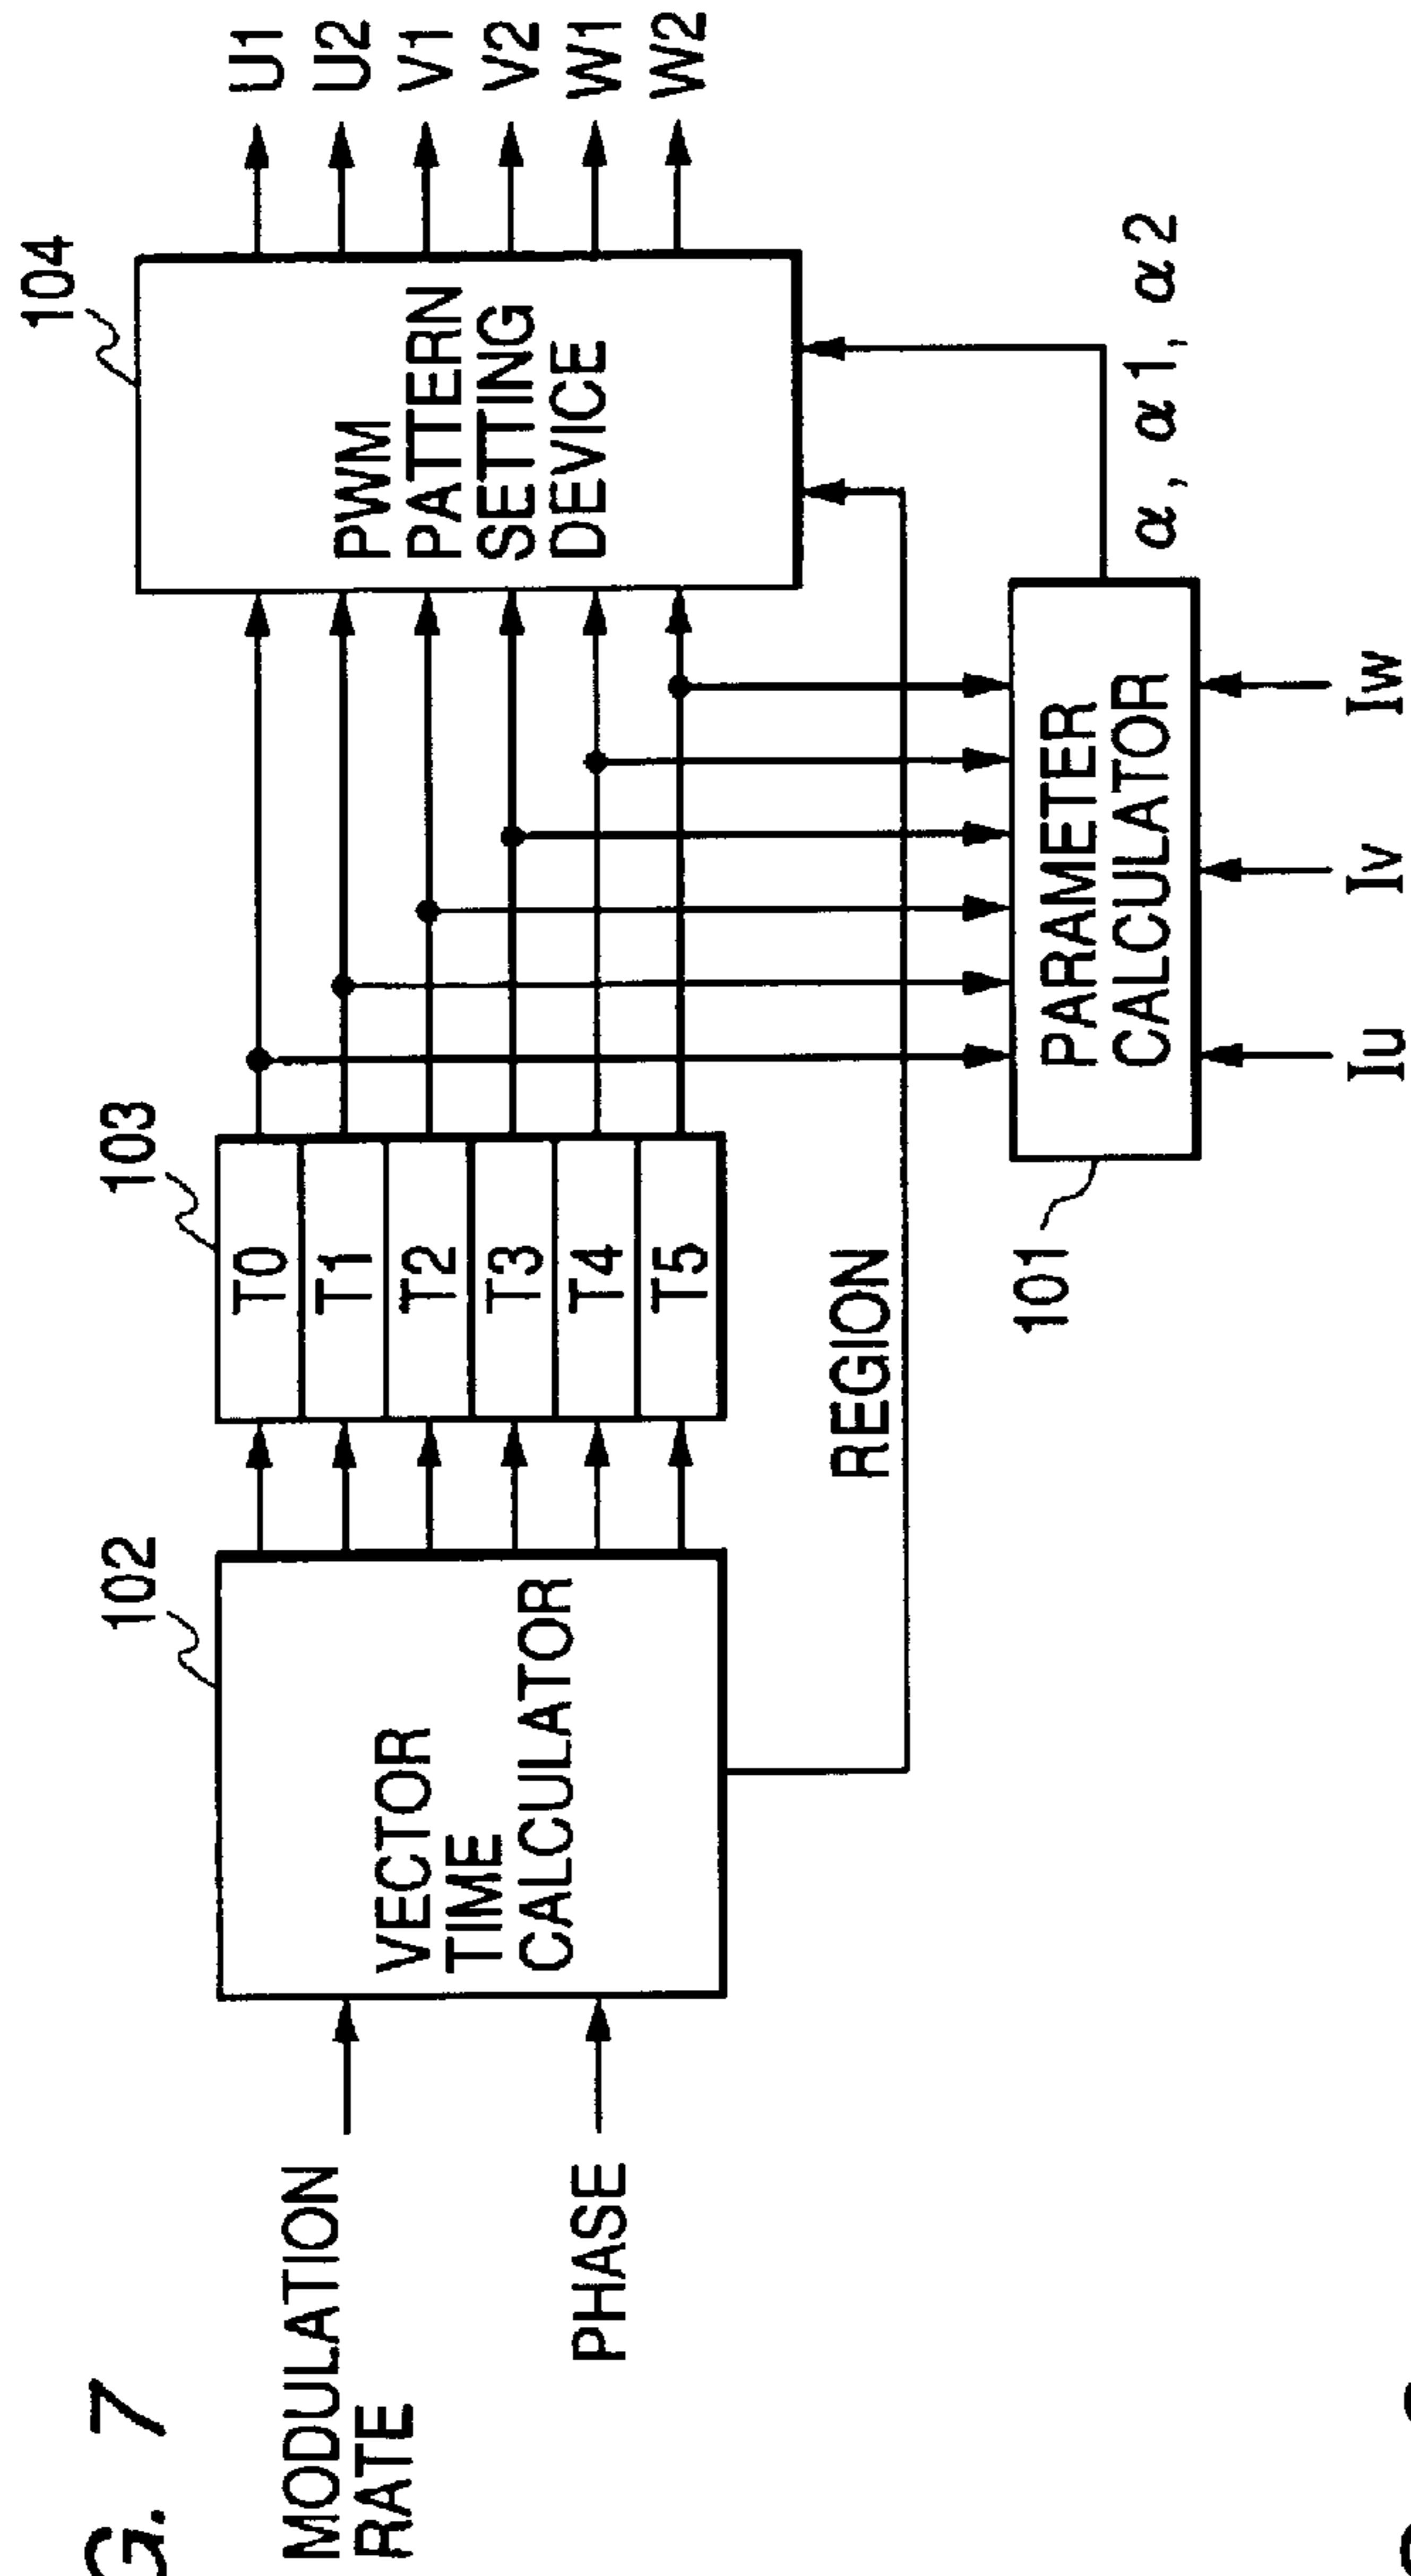 G. 7
MODULATION
RATE
PHASE
102
VECTOR
TIME
CALCULATOR
103
T0
T1
T2
T3
T4
T5
REGION
104
PWM
PATTERN
SETTING
DEVICE
U1
U2
V1
V2
W1
W2
101
PARAMETER
CALCULATOR
α, α1, α2
Iu
Iv
Iw